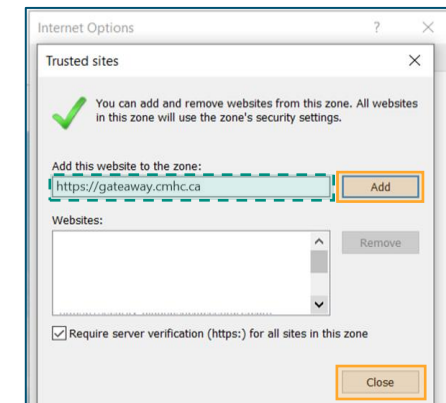 Internet Options ? ×
Trusted sites ×
You can add and remove websites from this zone. All websites
in this zone will use the zone's security settings.
Add this website to the zone:
https://gateaway.cmhc.ca Add
Websites:
Remove
Require server verification (https:) for all sites in this zone
Close